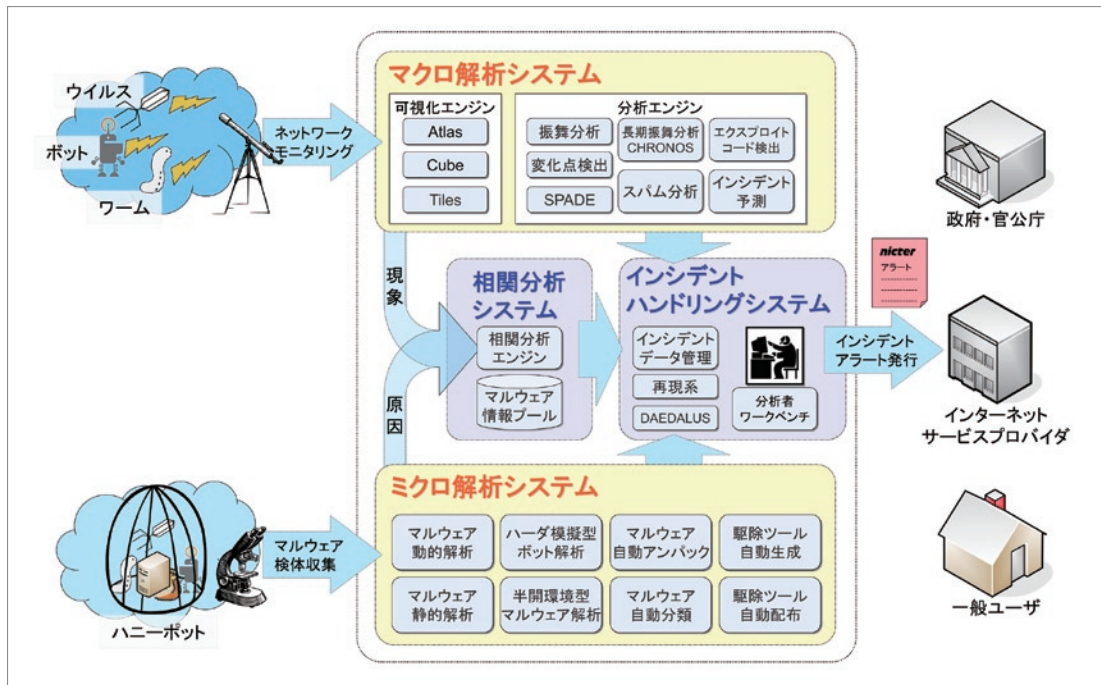 マクロ解析システム
ウイルス
ボット
ワーム
ネットワーク
モニタリング
可視化エンジン
Atlas
Cube
Tiles
分析エンジン
振舞分析
変化点検出
SPADE
長期振舞分析
CHRONOS
スパム分析
エクスプロイト
コード検出
インシデント
予測
政府・官公庁
現象
相関分析
システム
相関分析
エンジン
マルウェア
情報プール
原因
インシデント
ハンドリングシステム
インシデント
データ管理
再現系
DAEDALUS
分析者
ワークベンチ
nicter
アラート
インシデント
アラート発行
インターネット
サービスプロバイダ
ミクロ解析システム
マルウェア
検体収集
ハニーポット
マルウェア
動的解析
ハーダ模擬型
ボット解析
マルウェア
自動アンパック
駆除ツール
自動生成
マルウェア
静的解析
半開環境型
マルウェア解析
マルウェア
自動分類
駆除ツール
自動配布
一般ユーザ